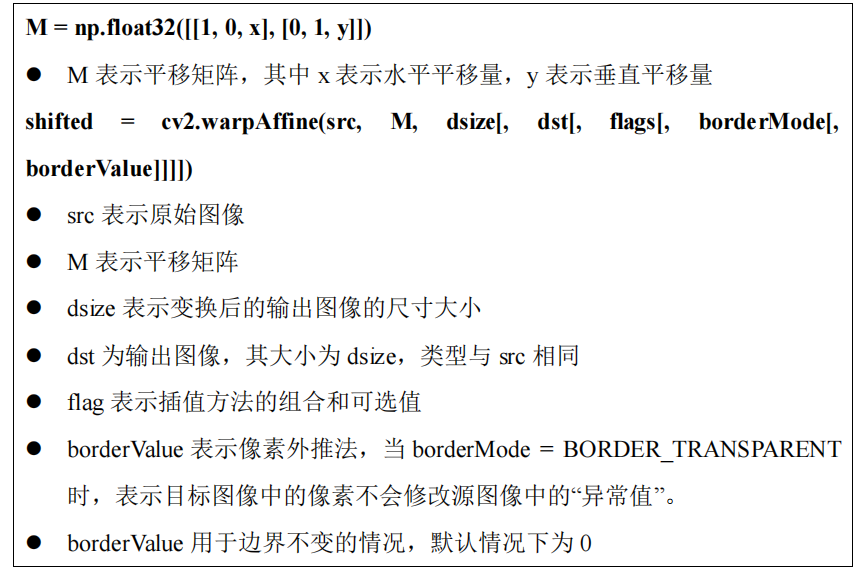 M = np.float32([[1, 0, x], [0, 1, y]])
● M 表示平移矩阵，其中 x 表示水平平移量，y 表示垂直平移量
shifted = cv2.warpAffine(src, M, dsize[, dst[, flags[, borderMode[,
borderValue]]]])
● src 表示原始图像
● M 表示平移矩阵
● dsize 表示变换后的输出图像的尺寸大小
● dst 为输出图像，其大小为 dsize，类型与 src 相同
● flag 表示插值方法的组合和可选值
● borderValue 表示像素外推法，当 borderMode = BORDER_TRANSPARENT
时，表示目标图像中的像素不会修改源图像中的“异常值”。
● borderValue 用于边界不变的情况，默认情况下为 0